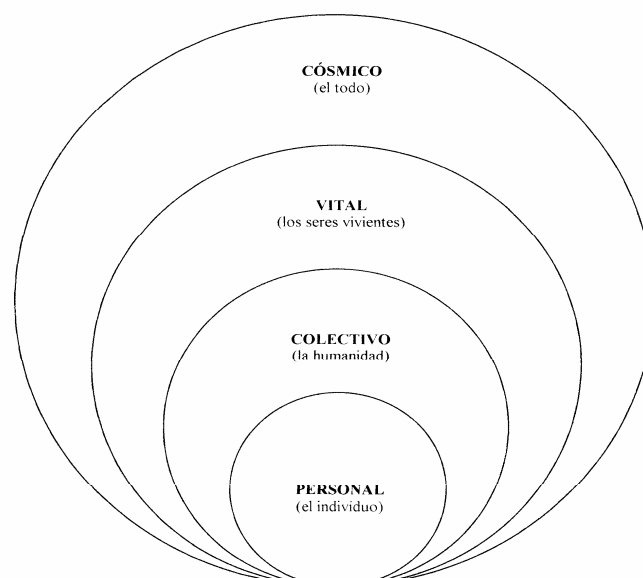 CÓSMICO
(el todo)
VITAL
(los seres vivientes)
COLECTIVO
(la humanidad)
PERSONAL
(el individuo)